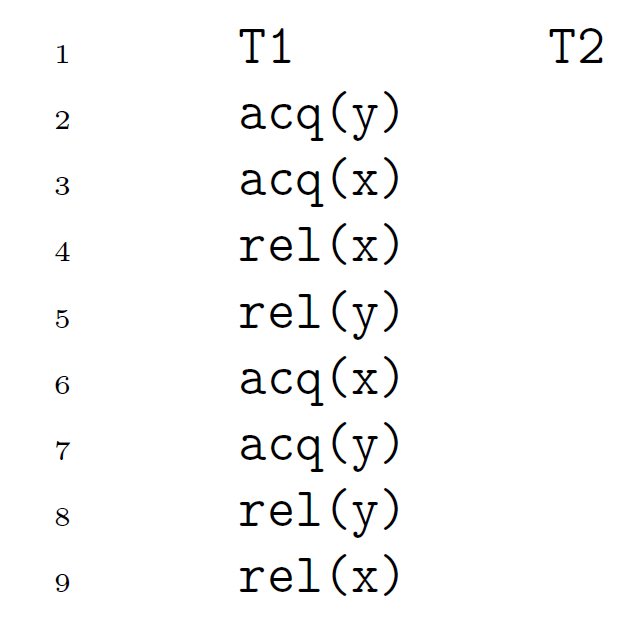 1 T1 T2
2 acq(y)
3 acq(x)
4 rel(x)
5 rel(y)
6 acq(x)
7 acq(y)
8 rel(y)
9 rel(x)